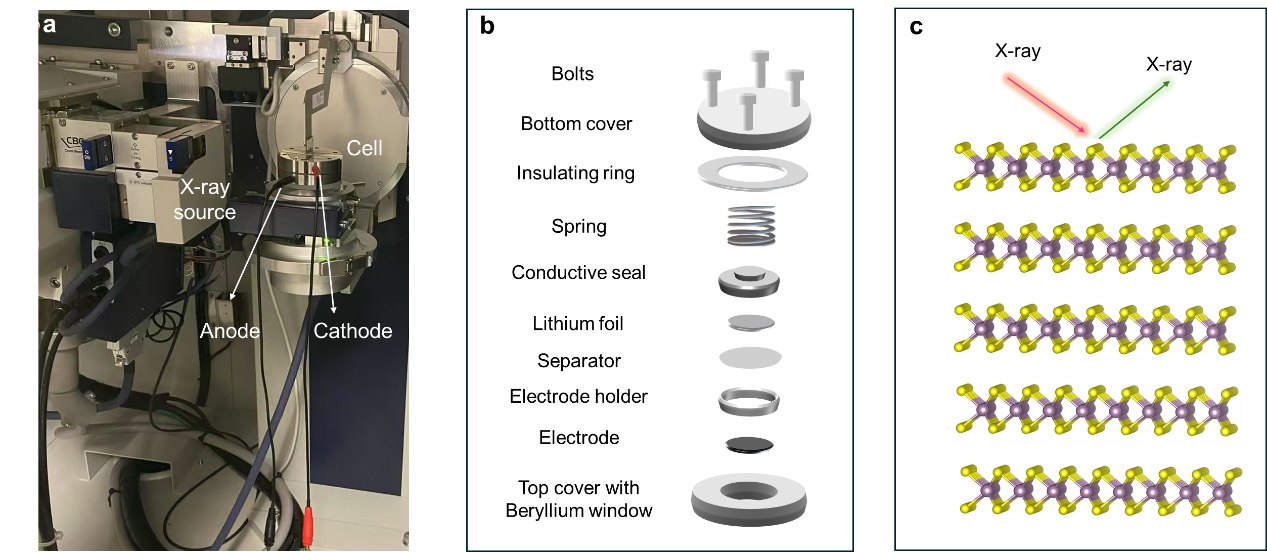 a
CBO
Cell
X-ray
source
Anode
Cathode
b
Bolts
Bottom cover
Insulating ring
Spring
Conductive seal
Lithium foil
Separator
Electrode holder
Electrode
Top cover with
Beryllium window
c
X-ray
X-ray